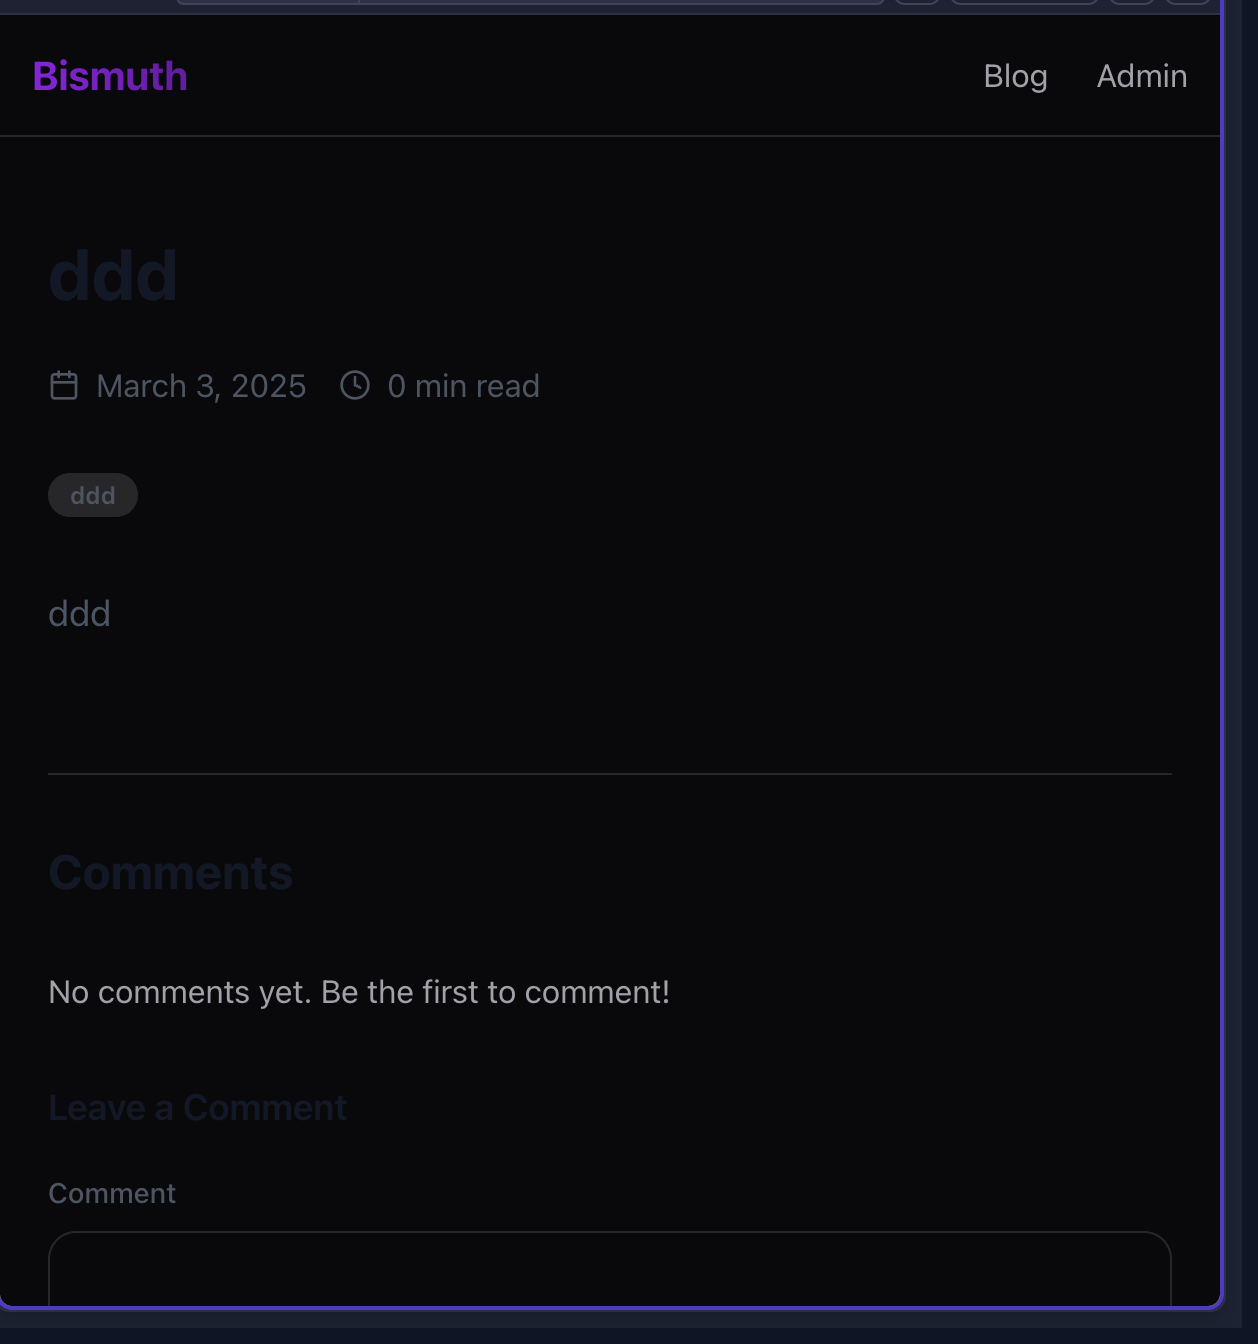 Bismuth
Blog Admin
ddd
March 3, 2025 0 min read
ddd
ddd
Comments
No comments yet. Be the first to comment!
Leave a Comment
Comment